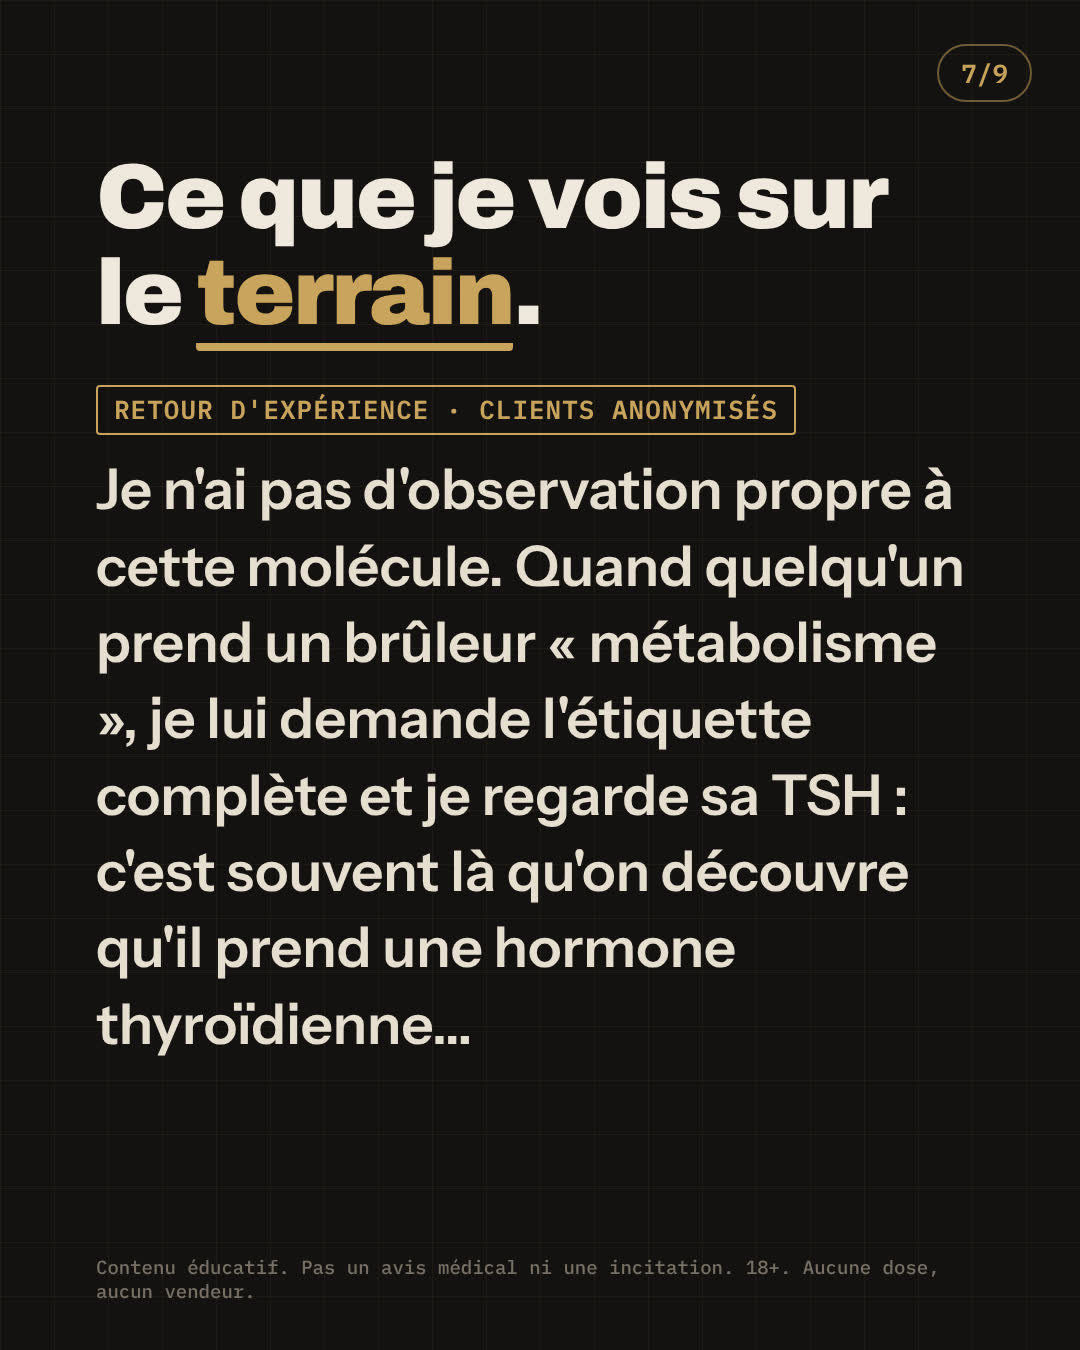 7/9
Ce que je vois sur
le terrain.
RETOUR D'EXPÉRIENCE · CLIENTS ANONYMISÉS
Je n'ai pas d'observation propre à
cette molécule. Quand quelqu'un
prend un brûleur « métabolisme
», je lui demande l'étiquette
complète et je regarde sa TSH :
c'est souvent là qu'on découvre
qu'il prend une hormone
thyroïdienne...
Contenu éducatif. Pas un avis médical ni une incitation. 18+. Aucune dose,
aucun vendeur.